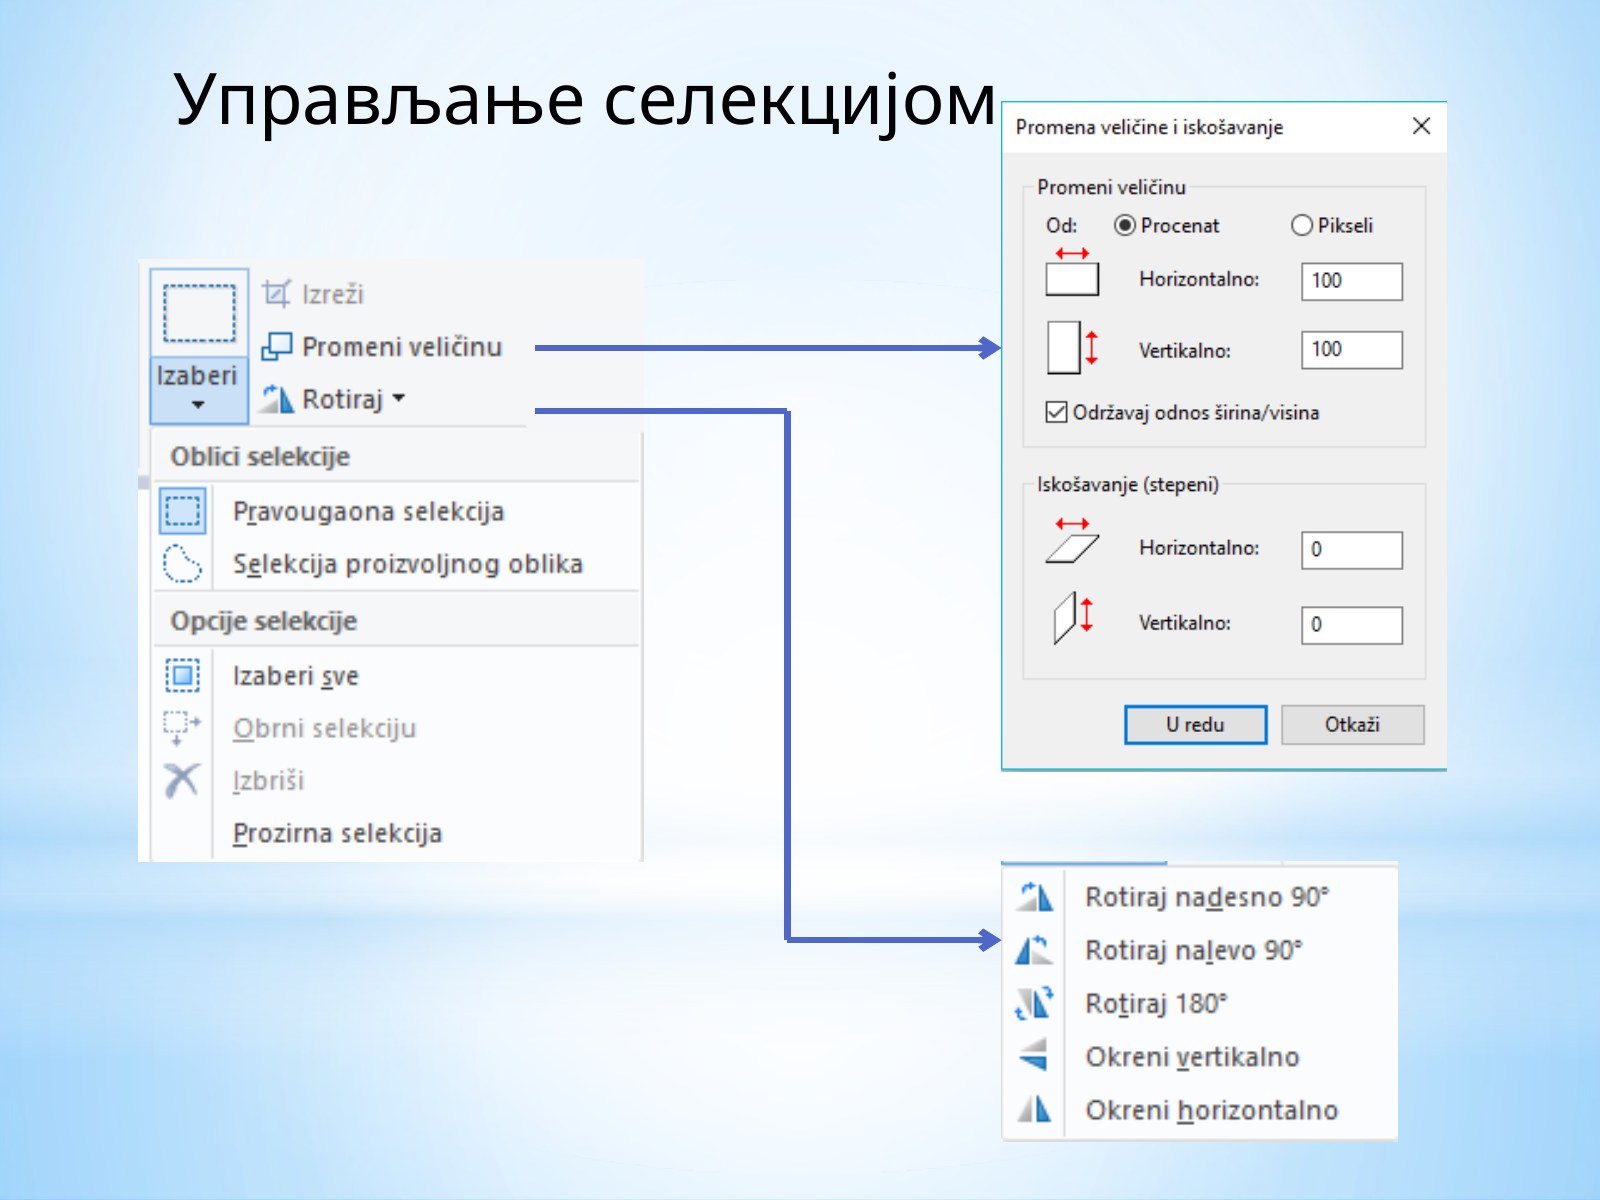 Управљање селекцијом
Izreži
Promeni veličinu
Izaberi
Rotiraj
Oblici selekcije
Pravougaona selekcija
Selekcija proizvoljnog oblika
Opcije selekcije
Izaberi sve
Obrni selekciju
Izbriši
Prozirna selekcija
Promena veličine i iskošavanje
Promeni veličinu
Od: Procenat Pikseli
Horizontalno: 100
Vertikalno: 100
Održavaj odnos širina/visina
Iskošavanje (stepeni)
Horizontalno: 0
Vertikalno: 0
U redu Otkaži
Rotiraj nadesno 90°
Rotiraj nalevo 90°
Rotiraj 180°
Okreni vertikalno
Okreni horizontalno